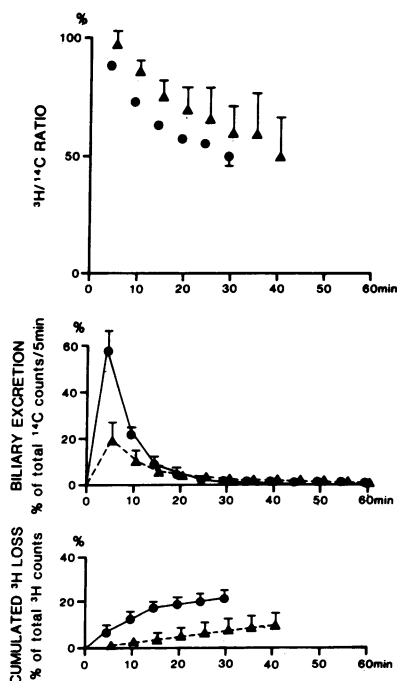 %
100
50
0
³H/¹⁴C RATIO
0 10 20 30 40 50 60min
%
60
40
20
0
BILIARY EXCRETION
% of total ¹⁴C counts/5min
0 10 20 30 40 50 60min
%
40
20
0
CUMULATED ³H LOSS
% of total ³H counts
0 10 20 30 40 50 60min